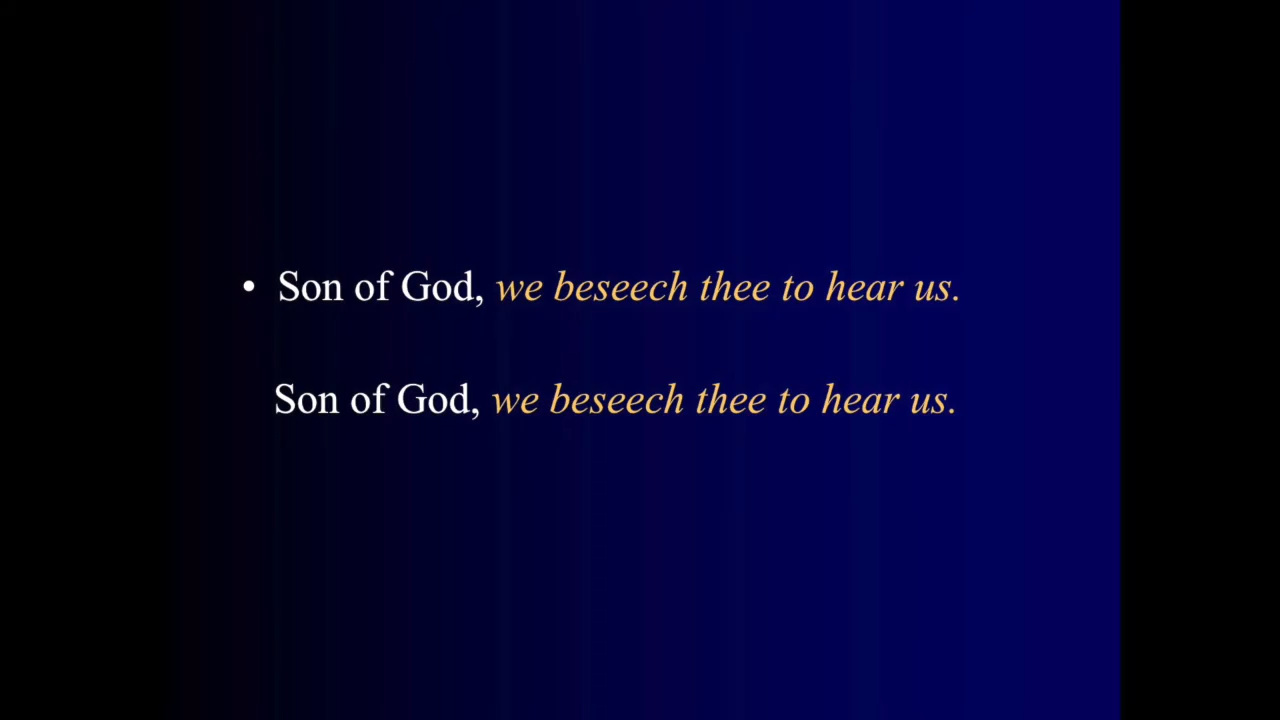 • Son of God, we beseech thee to hear us.
Son of God, we beseech thee to hear us.